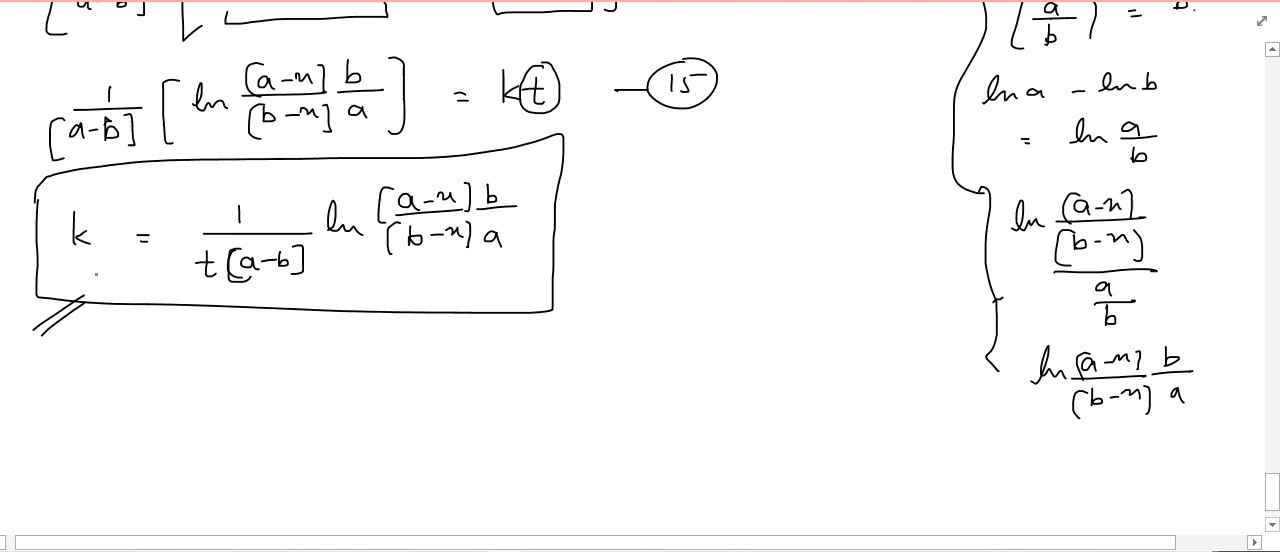 1/[a-b] [ln [a-x]/[b-x] b/a] = kt — 15
k = 1/t[a-b] ln [a-x]/[b-x] b/a
(a/b) =
ln a - ln b
= ln a/b
ln (a-x)/(b-x)
a/b
ln (a-x)/(b-x) b/a